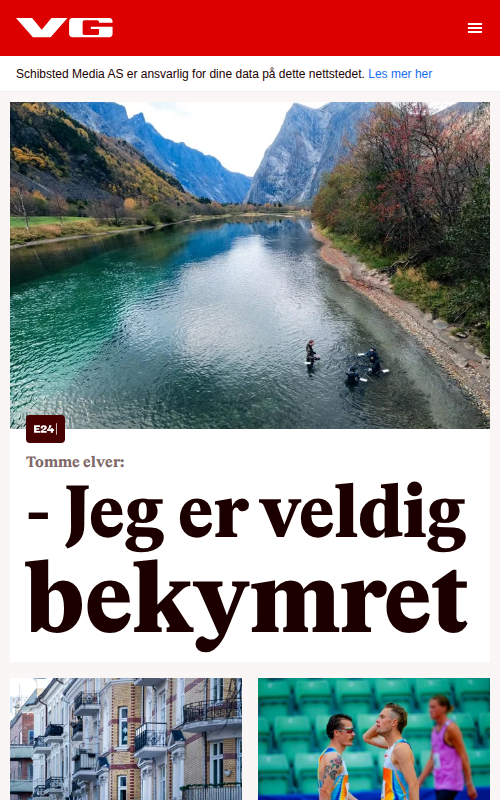 VG
Schibsted Media AS er ansvarlig for dine data på dette nettstedet. Les mer her
E24
Tomme elver:
- Jeg er veldig
bekymret